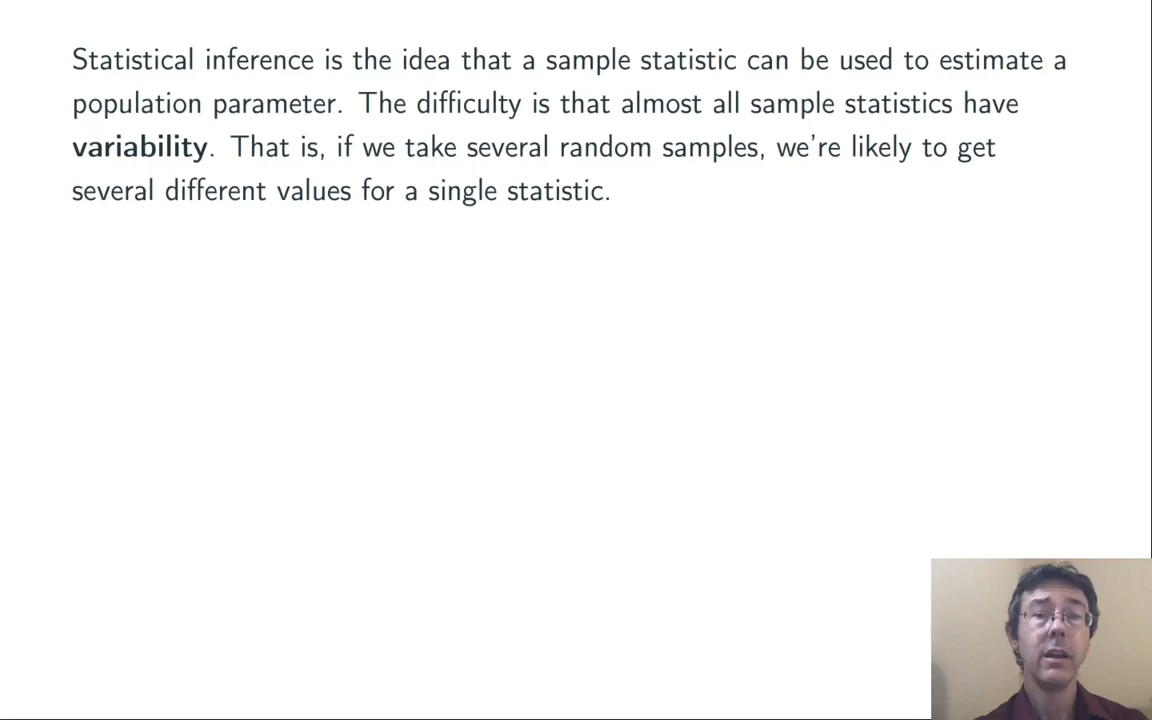 Statistical inference is the idea that a sample statistic can be used to estimate a
population parameter. The difficulty is that almost all sample statistics have
variability. That is, if we take several random samples, we're likely to get
several different values for a single statistic.